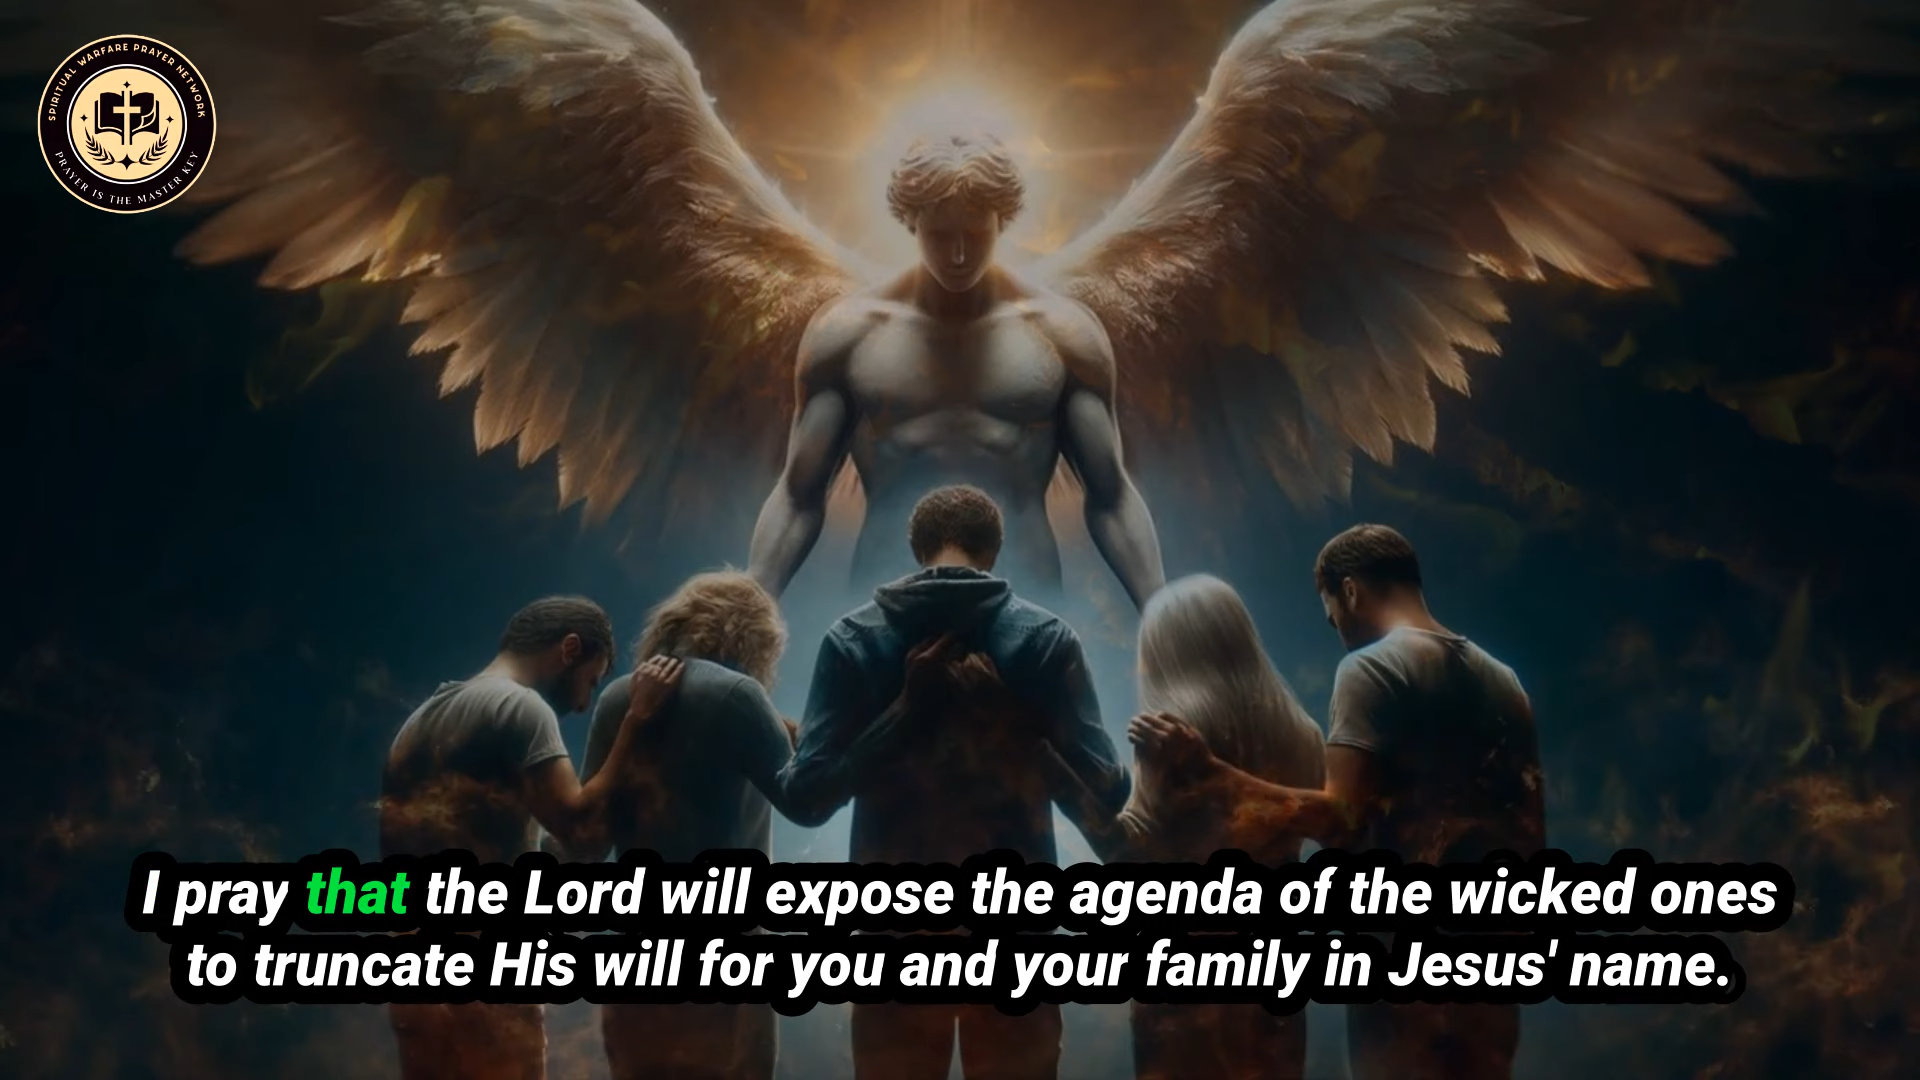 SPIRITUAL WARFARE PRAYER NETWORK
PRAYER IS THE MASTER KEY
I pray that the Lord will expose the agenda of the wicked ones
to truncate His will for you and your family in Jesus' name.